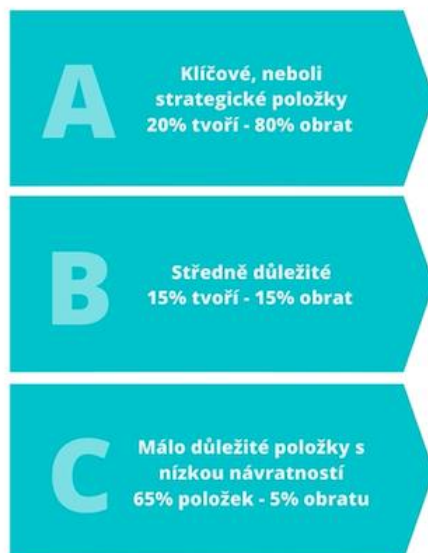 A
Klíčové, neboli
strategické položky
20% tvoří - 80% obrat
B
Středně důležité
15% tvoří - 15% obrat
C
Málo důležité položky s
nízkou návratností
65% položek - 5% obratu